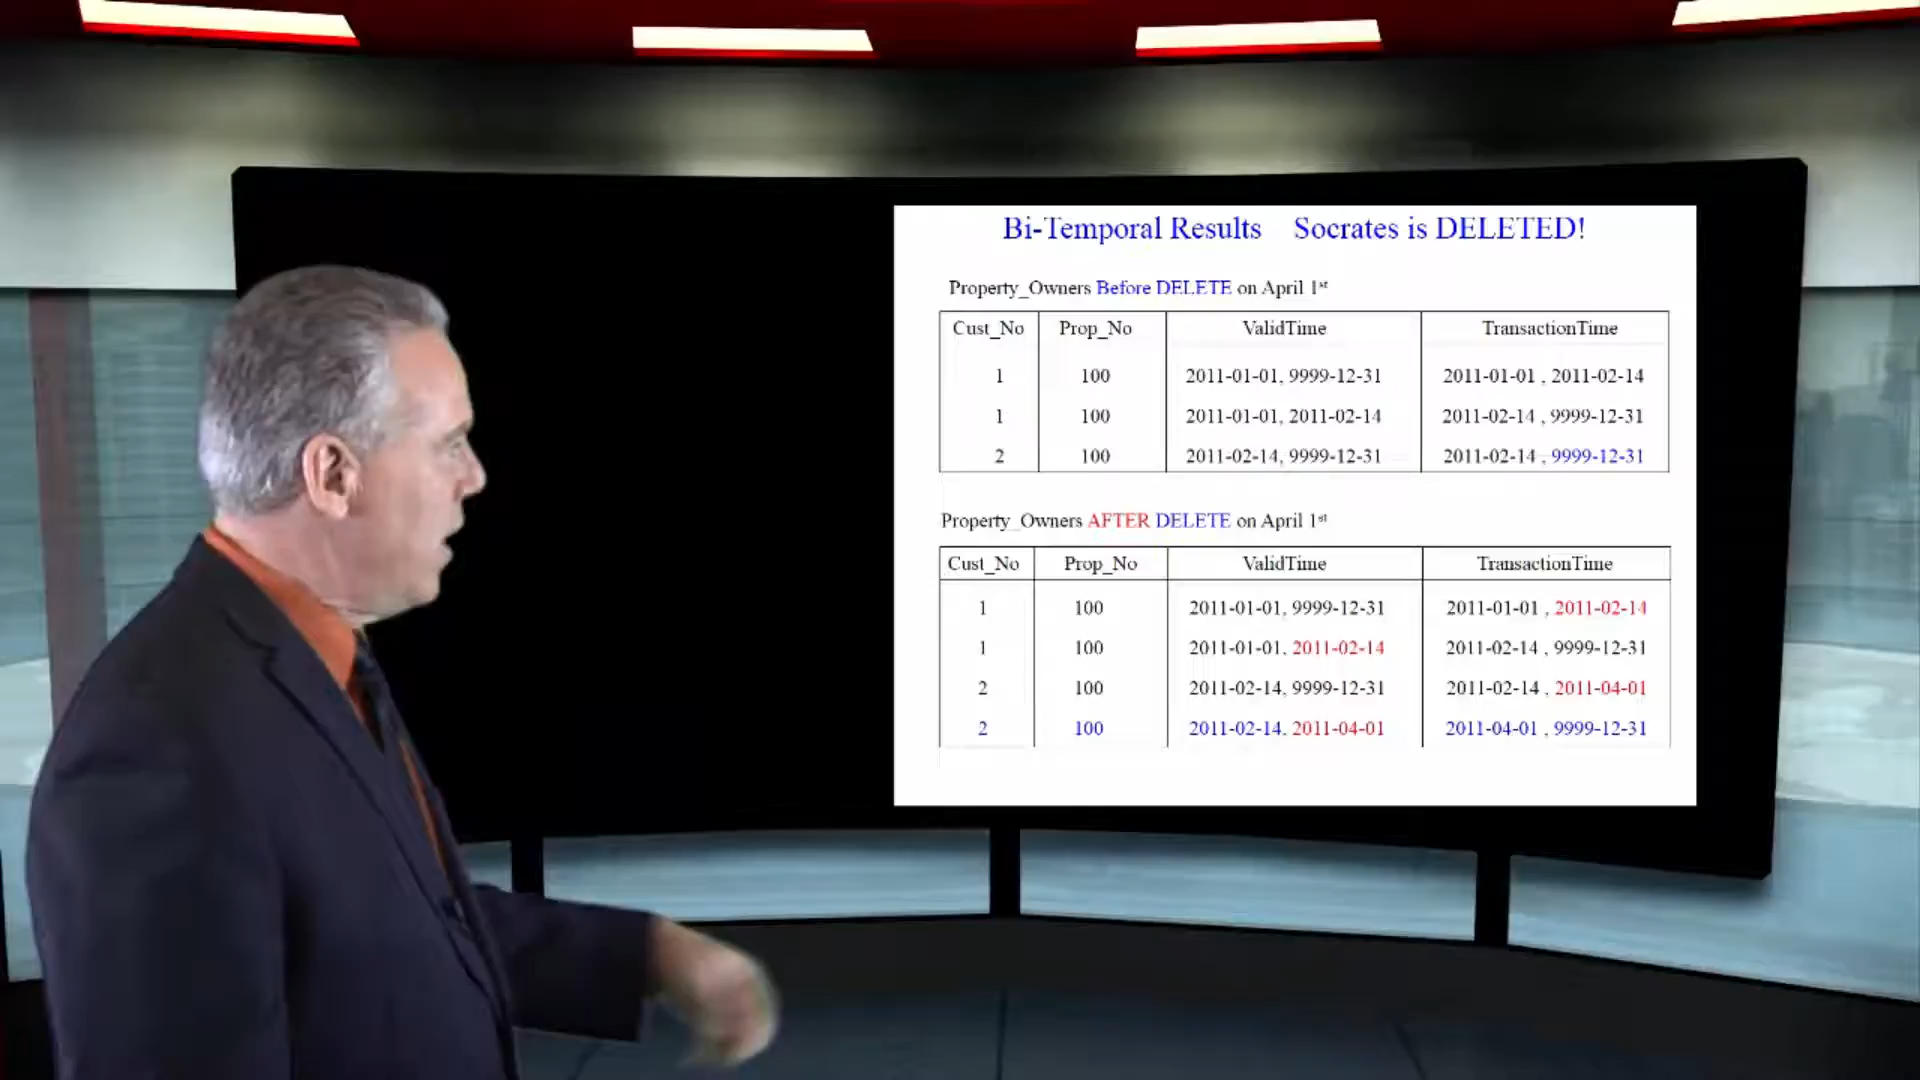 Bi-Temporal Results Socrates is DELETED!
Property_Owners Before DELETE on April 1st
Cust_No Prop_No ValidTime TransactionTime
1 100 2011-01-01, 9999-12-31 2011-01-01 , 2011-02-14
1 100 2011-01-01, 2011-02-14 2011-02-14 , 9999-12-31
2 100 2011-02-14, 9999-12-31 2011-02-14 , 9999-12-31
Property_Owners AFTER DELETE on April 1st
Cust_No Prop_No ValidTime TransactionTime
1 100 2011-01-01, 9999-12-31 2011-01-01 , 2011-02-14
1 100 2011-01-01, 2011-02-14 2011-02-14 , 9999-12-31
2 100 2011-02-14, 9999-12-31 2011-02-14 , 2011-04-01
2 100 2011-02-14, 2011-04-01 2011-04-01 , 9999-12-31